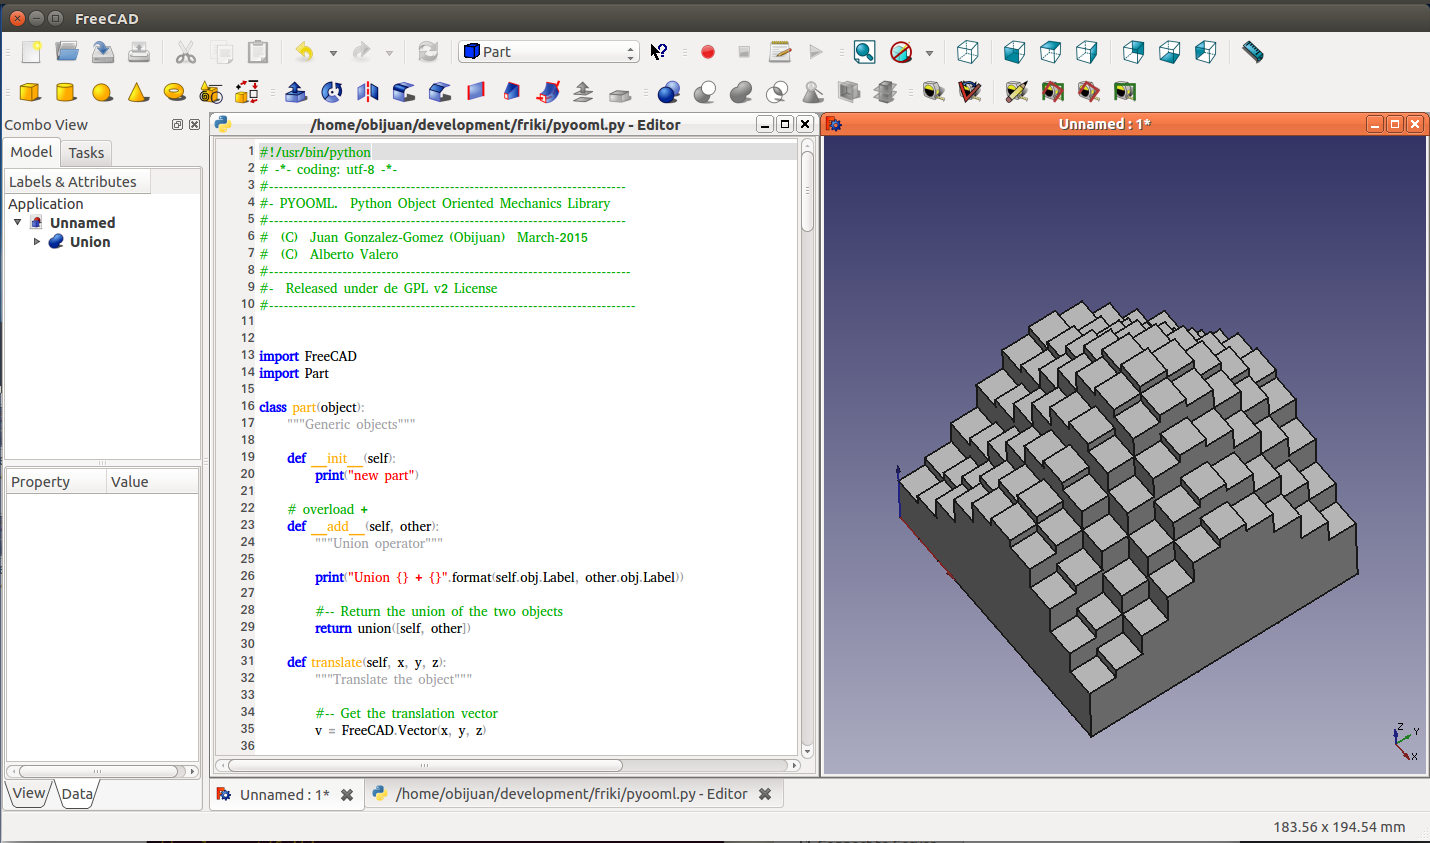 FreeCAD
Part
Combo View
Model
Tasks
Labels & Attributes
Application
Unnamed
Union
Property
Value
View
Data
/home/obijuan/development/friki/pyooml.py - Editor
1 #!/usr/bin/python
2 # -*- coding: utf-8 -*-
3 #-------------------------------------------------------------------------
4 #- PYOOML. Python Object Oriented Mechanics Library
5 #-------------------------------------------------------------------------
6 # (C) Juan Gonzalez-Gomez (Obijuan) March-2015
7 # (C) Alberto Valero
8 #--------------------------------------------------------------------------
9 #- Released under de GPL v2 License
10 #---------------------------------------------------------------------------
11
12
13 import FreeCAD
14 import Part
15
16 class part(object):
17 """Generic objects"""
18
19 def __init__(self):
20 print("new part")
21
22 # overload +
23 def __add__(self, other):
24 """Union operator"""
25
26 print("Union {} + {}".format(self.obj.Label, other.obj.Label))
27
28 #-- Return the union of the two objects
29 return union([self, other])
30
31 def translate(self, x, y, z):
32 """Translate the object"""
33
34 #-- Get the translation vector
35 v = FreeCAD.Vector(x, y, z)
36
Unnamed : 1*
Z
Y
X
Unnamed : 1*
/home/obijuan/development/friki/pyooml.py - Editor
183.56 x 194.54 mm